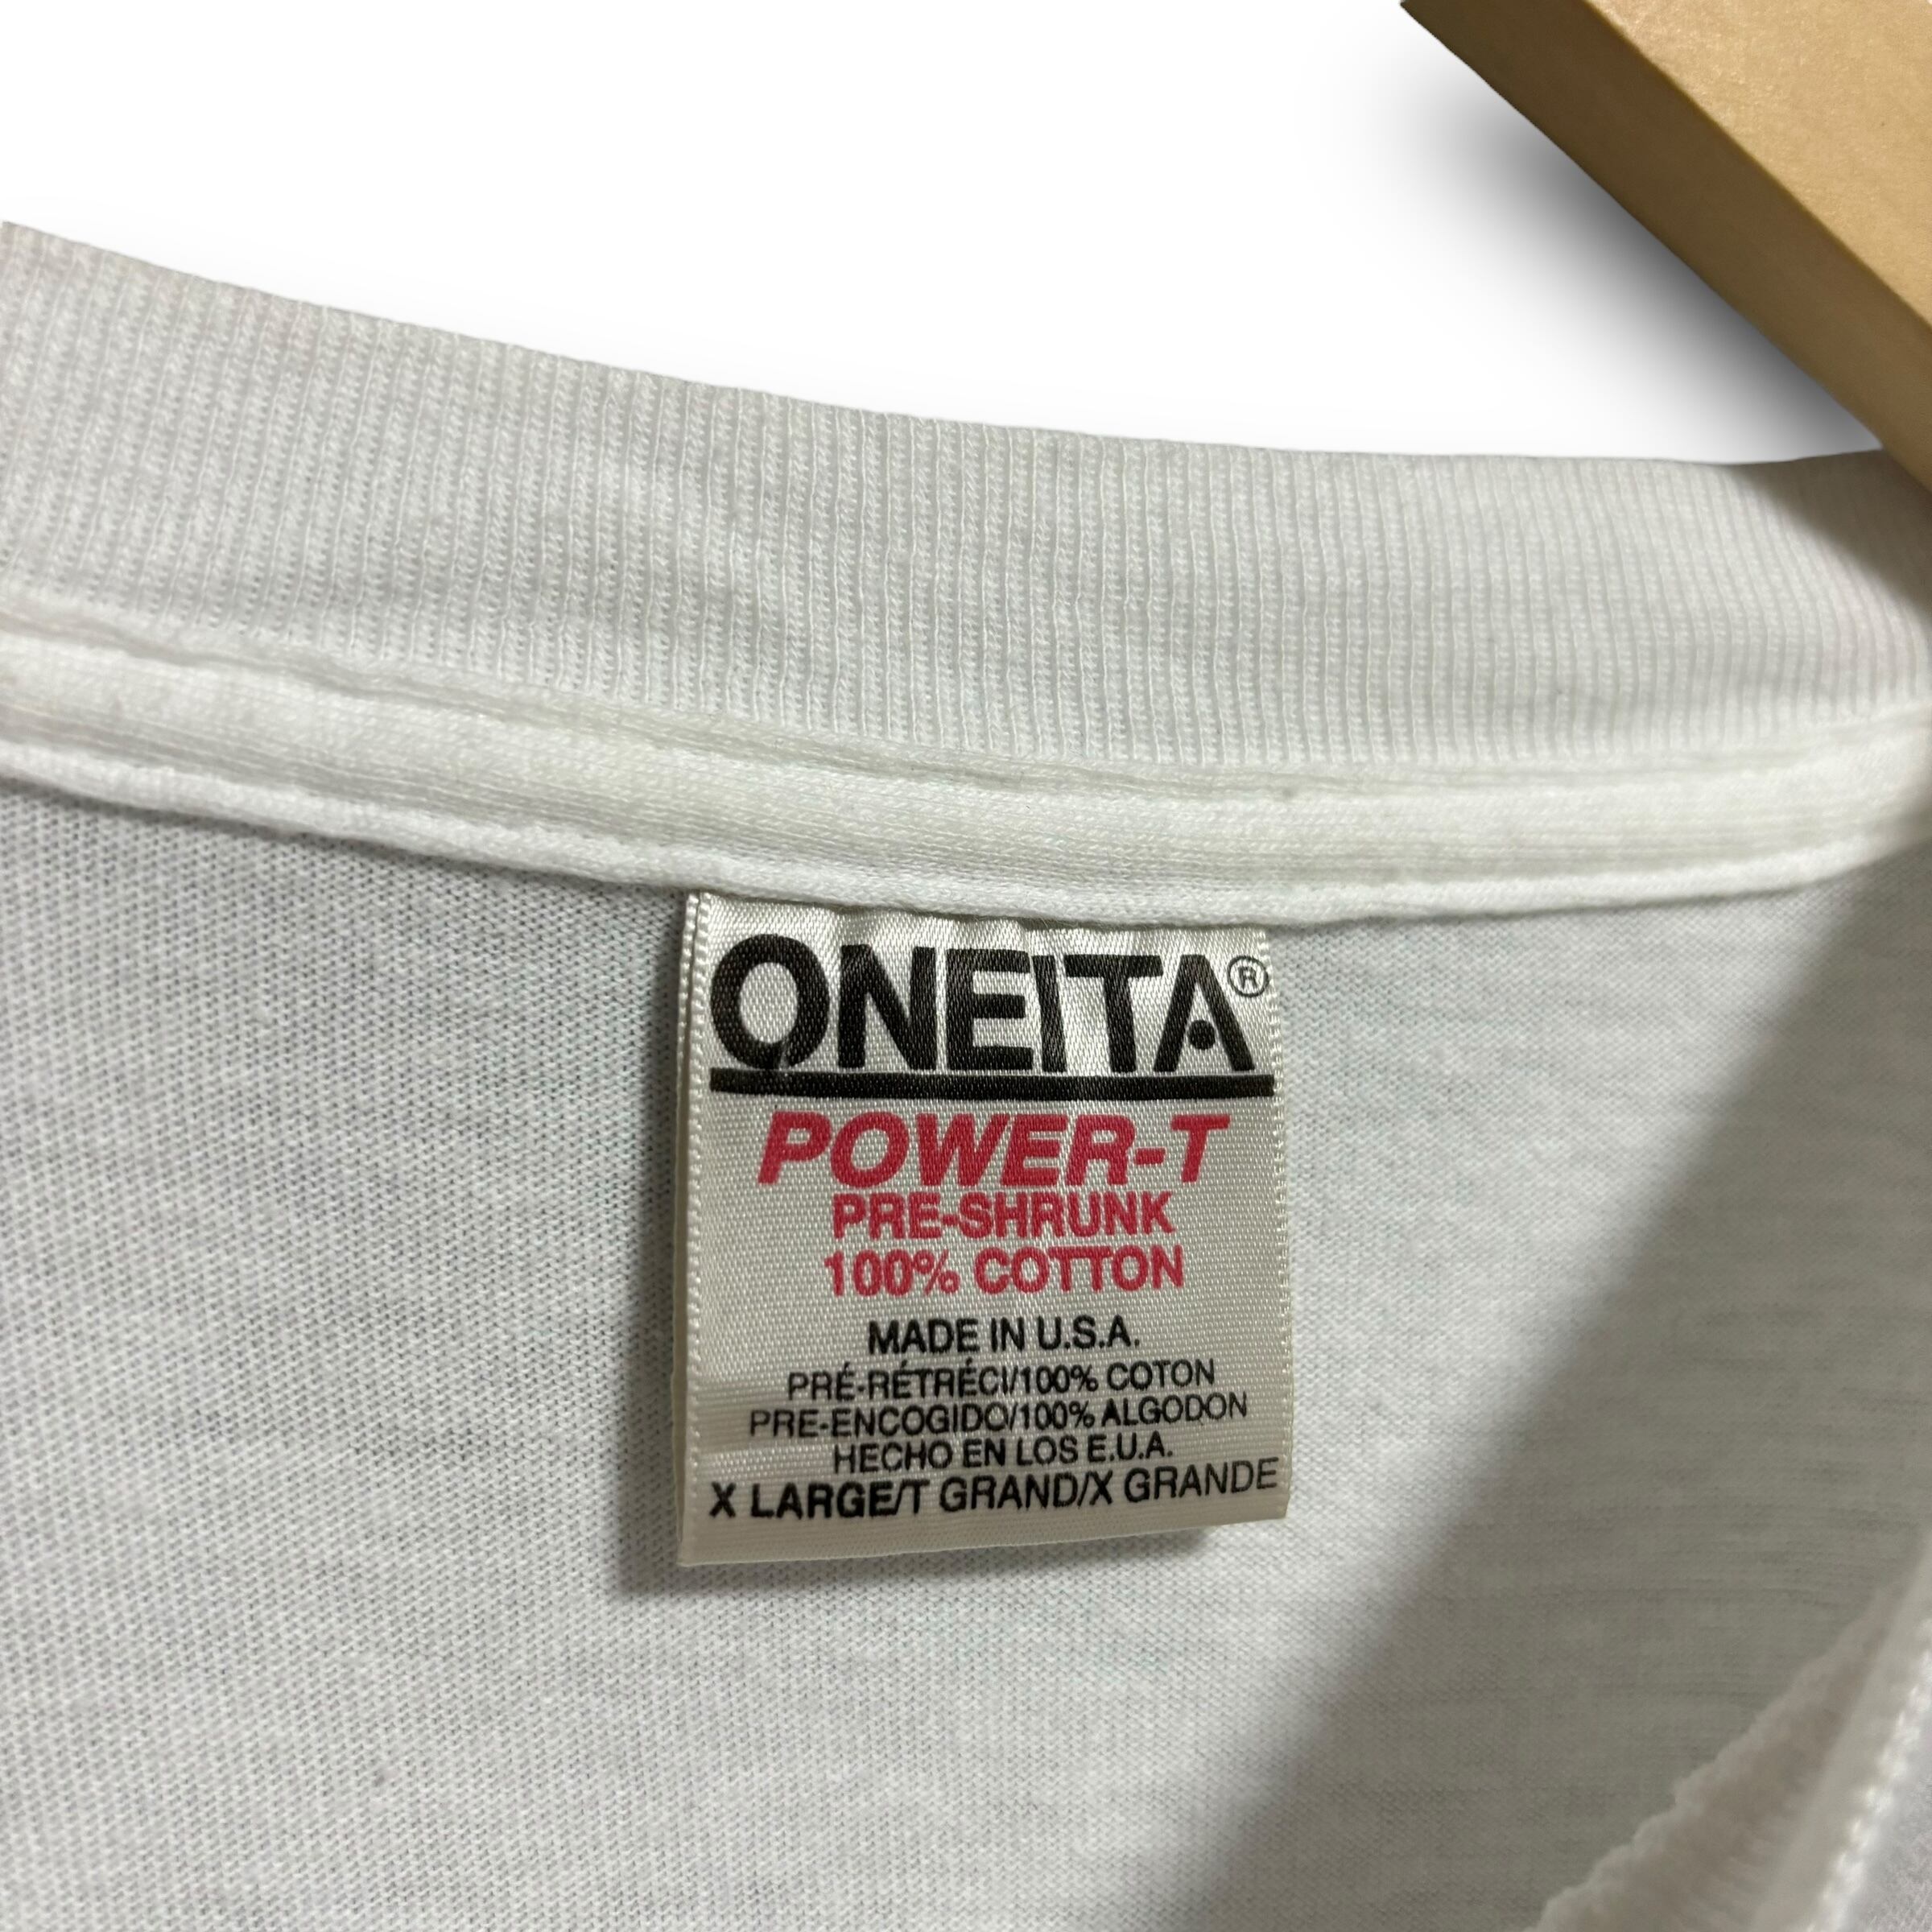 ONEITA®
POWER-T
PRE-SHRUNK
100% COTTON
MADE IN U.S.A.
PRÉ-RÉTRÉCI/100% COTON
PRE-ENCOGIDO/100% ALGODON
HECHO EN LOS E.U.A.
X LARGE/T GRAND/X GRANDE